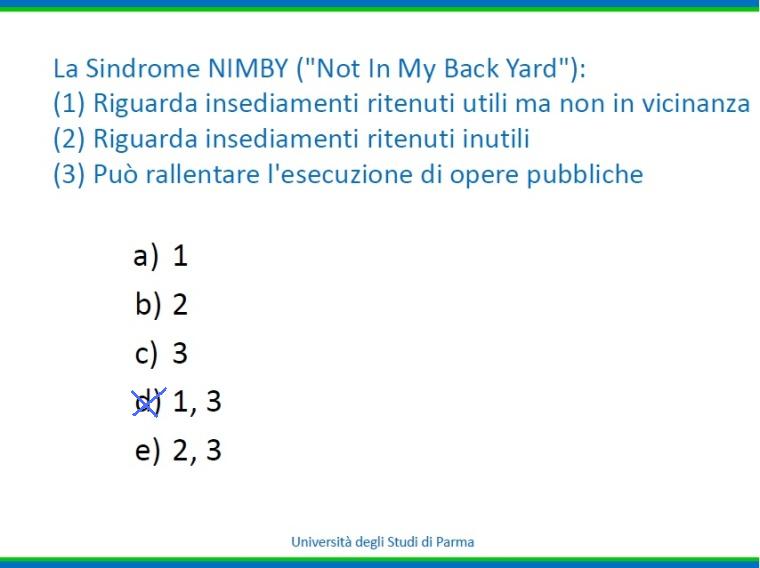 La Sindrome NIMBY ("Not In My Back Yard"):
(1) Riguarda insediamenti ritenuti utili ma non in vicinanza
(2) Riguarda insediamenti ritenuti inutili
(3) Può rallentare l'esecuzione di opere pubbliche
a) 1
b) 2
c) 3
d) 1, 3
e) 2, 3
Università degli Studi di Parma